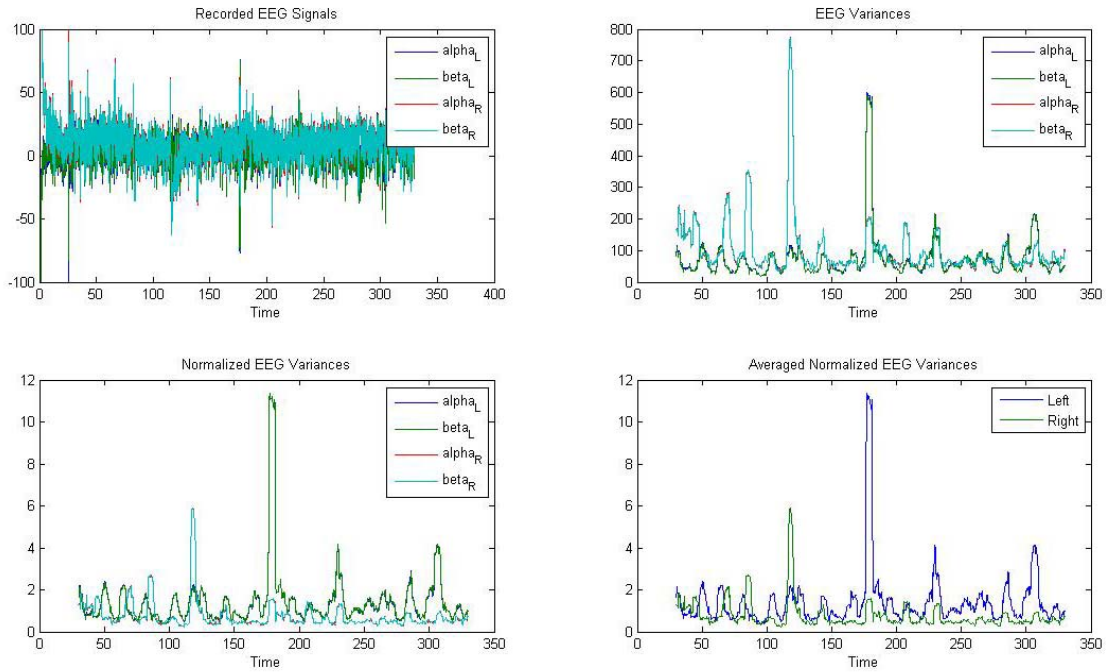 Recorded EEG Signals
100
50
0
-50
-100
0 50 100 150 200 250 300 350 400
Time
alpha_L
beta_L
alpha_R
beta_R
EEG Variances
800
700
600
500
400
300
200
100
0
0 50 100 150 200 250 300 350
Time
alpha_L
beta_L
alpha_R
beta_R
Normalized EEG Variances
12
10
8
6
4
2
0
0 50 100 150 200 250 300 350
Time
alpha_L
beta_L
alpha_R
beta_R
Averaged Normalized EEG Variances
12
10
8
6
4
2
0
0 50 100 150 200 250 300 350
Time
Left
Right